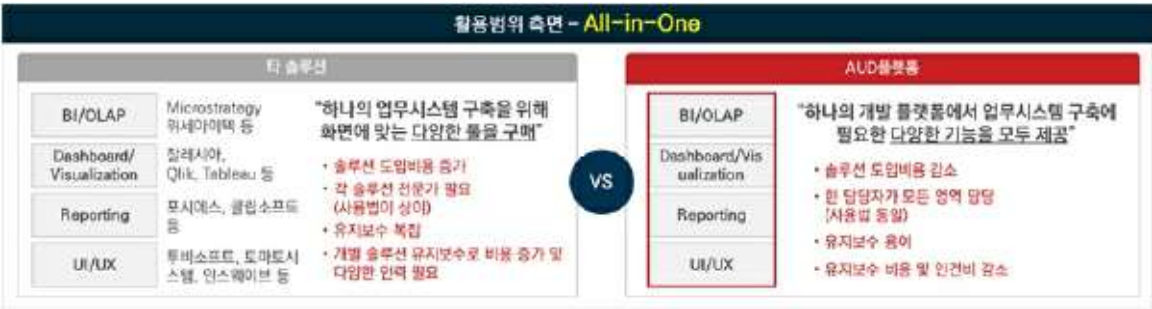 활용범위 측면 - All-in-One
타 솔루션
BI/OLAP
Microstrategy
위세아이텍 등
Dashboard/
Visualization
잘레시아,
Qlik, Tableau 등
Reporting
포시에스, 클립소프트
등
UI/UX
투비소프트, 토마토시
스템, 인스웨이브 등
"하나의 업무시스템 구축을 위해
화면에 맞는 다양한 툴을 구매"
• 솔루션 도입비용 증가
• 각 솔루션 전문가 필요
(사용법이 상이)
• 유지보수 복잡
• 개별 솔루션 유지보수로 비용 증가 및
다양한 인력 필요
VS
AUD플랫폼
BI/OLAP
Dashboard/Vis
ualization
Reporting
UI/UX
"하나의 개발 플랫폼에서 업무시스템 구축에
필요한 다양한 기능을 모두 제공"
• 솔루션 도입비용 감소
• 한 담당자가 모든 영역 담당
(사용법 동일)
• 유지보수 용이
• 유지보수 비용 및 인건비 감소